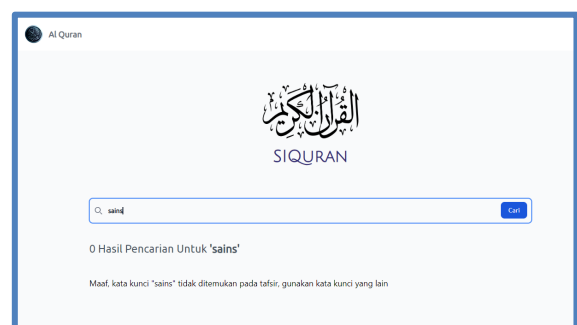 Al Quran
القرآن الكريم
SIQURAN
sains
Cari
0 Hasil Pencarian Untuk 'sains'
Maaf, kata kunci "sains" tidak ditemukan pada tafsir, gunakan kata kunci yang lain